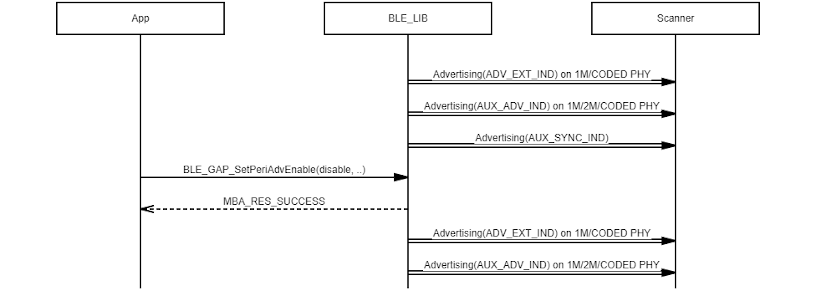 App
BLE_LIB
Scanner
Advertising(ADV_EXT_IND) on 1M/CODED PHY
Advertising(AUX_ADV_IND) on 1M/2M/CODED PHY
Advertising(AUX_SYNC_IND)
BLE_GAP_SetPeriAdvEnable(disable, ..)
MBA_RES_SUCCESS
Advertising(ADV_EXT_IND) on 1M/CODED PHY
Advertising(AUX_ADV_IND) on 1M/2M/CODED PHY